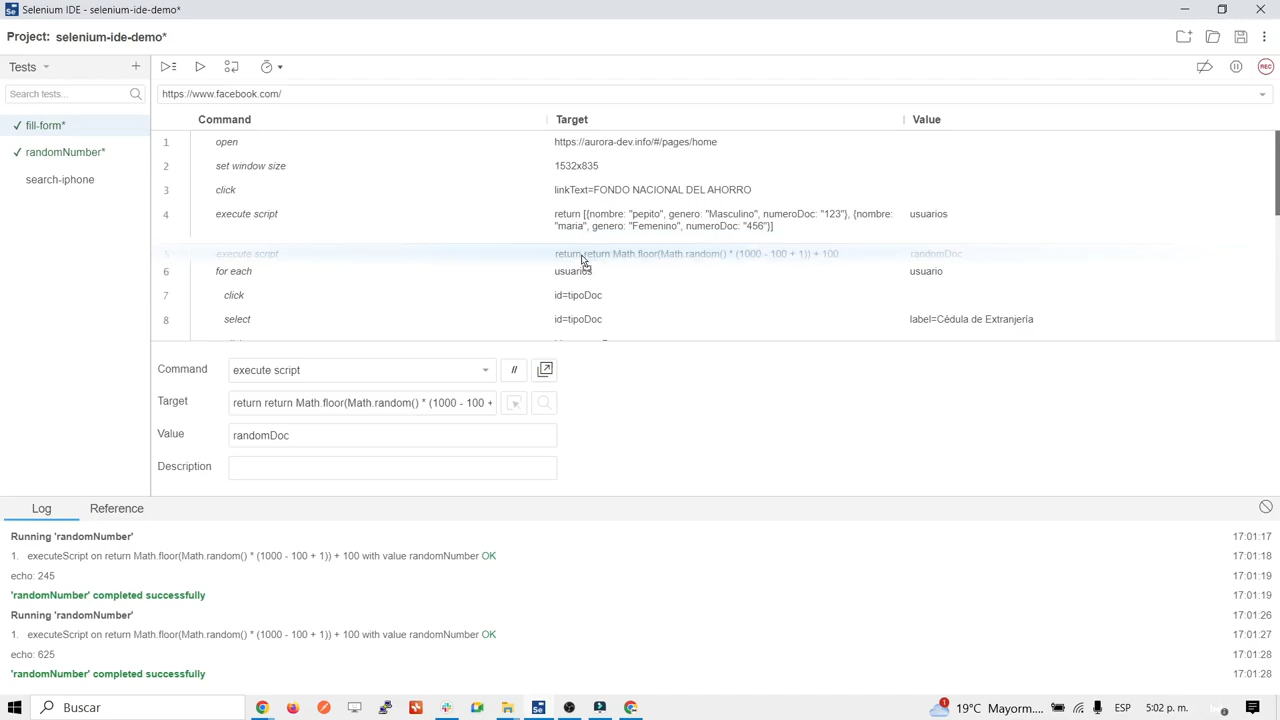 Selenium IDE - selenium-ide-demo*
Project: selenium-ide-demo*
Tests
Search tests...
https://www.facebook.com/
Command Target Value
fill-form*
randomNumber*
search-iphone
1 open https://aurora-dev.info/#/pages/home
2 set window size 1532x835
3 click linkText=FONDO NACIONAL DEL AHORRO
4 execute script return [{nombre: "pepito", genero: "Masculino", numeroDoc: "123"}, {nombre: usuarios
"maria", genero: "Femenino", numeroDoc: "456"}]
5 execute script return return Math.floor(Math.random() * (1000 - 100 + 1)) + 100 randomDoc
6 for each usuarios usuario
7 click id=tipoDoc
8 select id=tipoDoc label=Cédula de Extranjería
Command execute script //
Target return return Math.floor(Math.random() * (1000 - 100 +
Value randomDoc
Description
Log Reference
Running 'randomNumber' 17:01:17
1. executeScript on return Math.floor(Math.random() * (1000 - 100 + 1)) + 100 with value randomNumber OK 17:01:18
echo: 245 17:01:19
'randomNumber' completed successfully 17:01:19
Running 'randomNumber' 17:01:26
1. executeScript on return Math.floor(Math.random() * (1000 - 100 + 1)) + 100 with value randomNumber OK 17:01:27
echo: 625 17:01:28
'randomNumber' completed successfully 17:01:28
Buscar
1 19°C Mayorm.... ESP 5:02 p. m.
REC